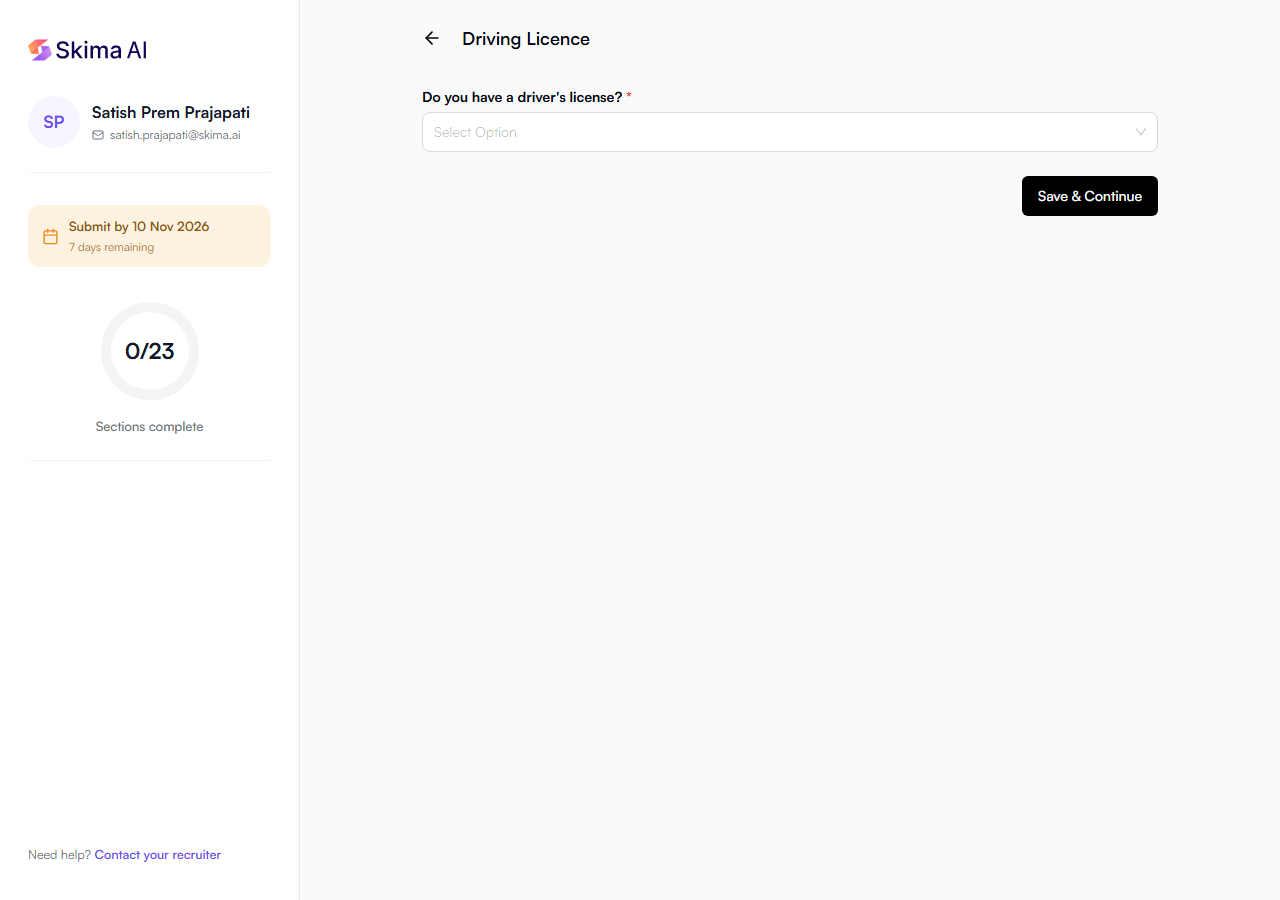 Skima AI
SP
Satish Prem Prajapati
satish.prajapati@skima.ai
Submit by 10 Nov 2026
7 days remaining
0/23
Sections complete
Need help? Contact your recruiter
Driving Licence
Do you have a driver's license? *
Select Option
Save & Continue